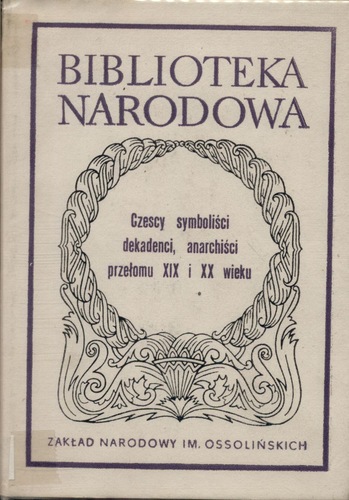 BIBLIOTEKA
NARODOWA
Czescy symboliści
dekadenci, anarchiści
przełomu XIX i XX wieku
ZAKŁAD NARODOWY IM. OSSOLIŃSKICH